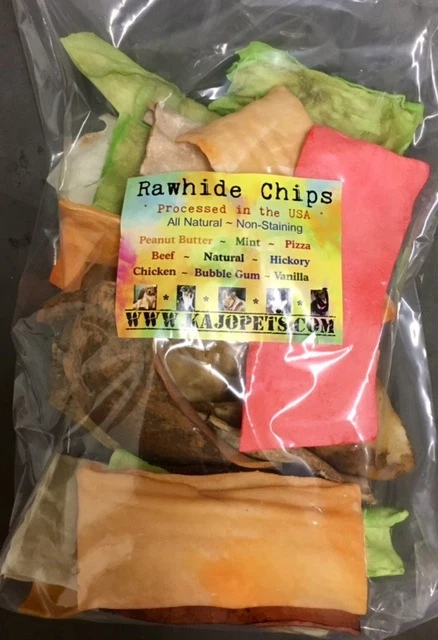 Rawhide Chips
· Processed in the USA ·
All Natural ~ Non-Staining
Peanut Butter ~ Mint ~ Pizza
Beef ~ Natural ~ Hickory
Chicken ~ Bubble Gum ~ Vanilla
WWW.KAJOPETS.COM